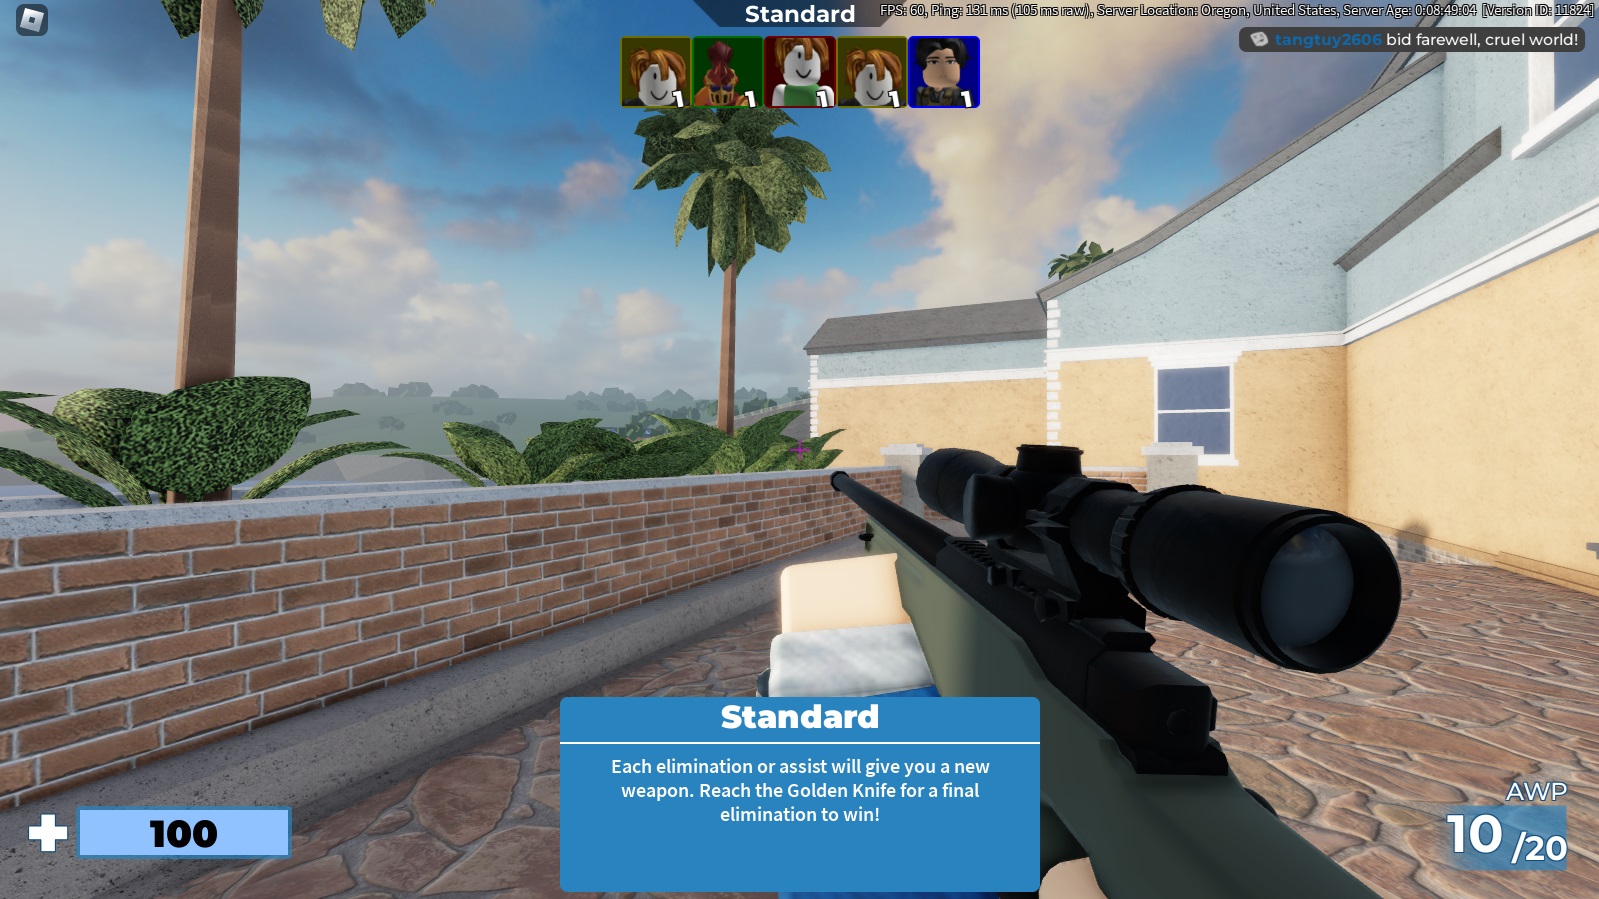 Standard
FPS: 60, Ping: 131 ms (105 ms raw), Server Location: Oregon, United States, Server Age: 0:08:49:04 [Version ID: 11824]
tangtuy2606 bid farewell, cruel world!
1 1 1 1 1
Standard
Each elimination or assist will give you a new
weapon. Reach the Golden Knife for a final
elimination to win!
100
AWP
10 /20